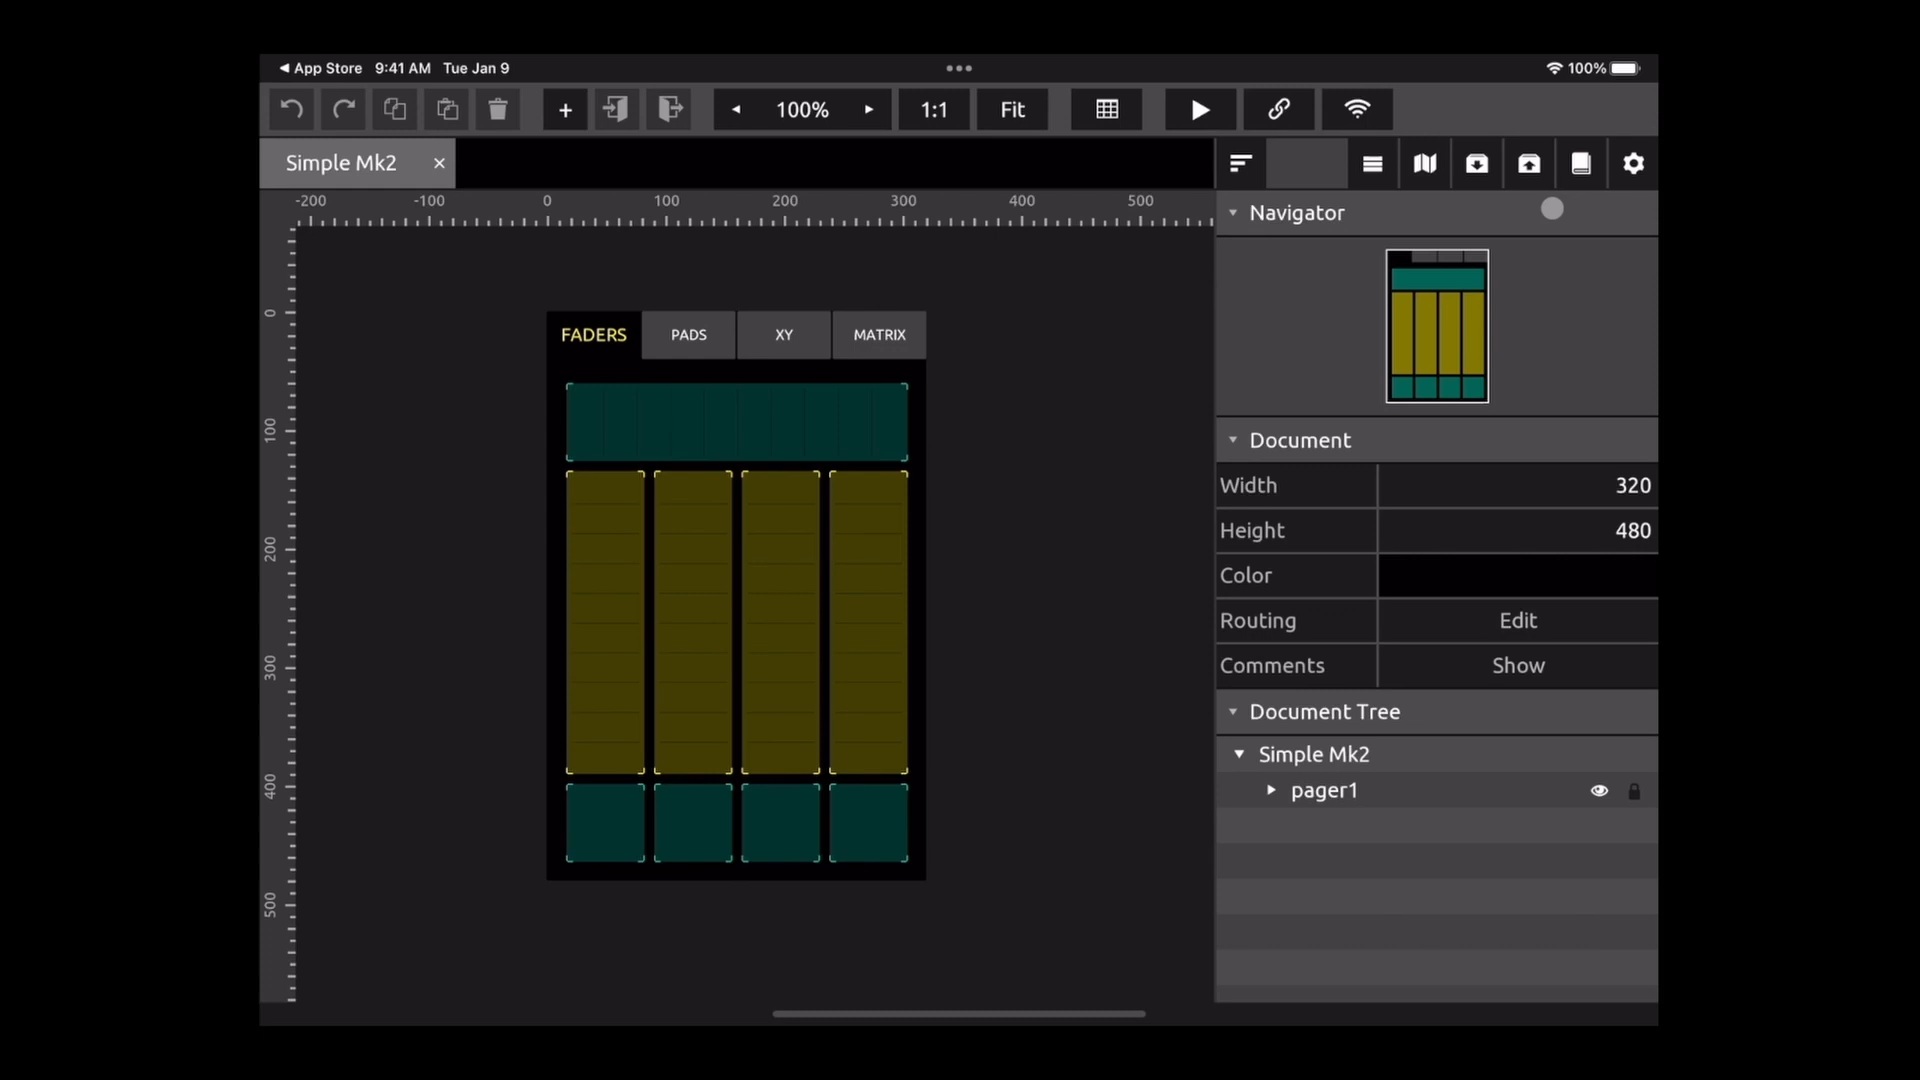 App Store 9:41 AM Tue Jan 9
100%
100% 1:1 Fit
Simple Mk2
-200 -100 0 100 200 300 400 500
Navigator
0
100
200
300
400
500
FADERS PADS XY MATRIX
Document
Width 320
Height 480
Color
Routing Edit
Comments Show
Document Tree
Simple Mk2
pager1